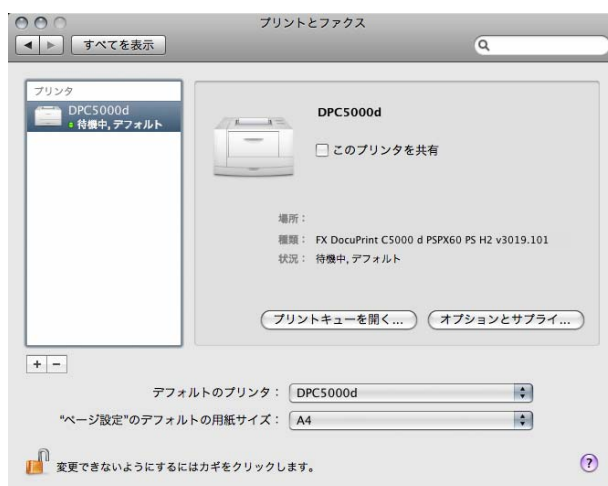 プリントとファクス
すべてを表示
プリンタ
DPC5000d
待機中, デフォルト
DPC5000d
このプリンタを共有
場所：
種類： FX DocuPrint C5000 d PSPX60 PS H2 v3019.101
状況： 待機中, デフォルト
プリントキューを開く... オプションとサプライ...
+ −
デフォルトのプリンタ： DPC5000d
“ページ設定”のデフォルトの用紙サイズ： A4
変更できないようにするにはカギをクリックします。 ?